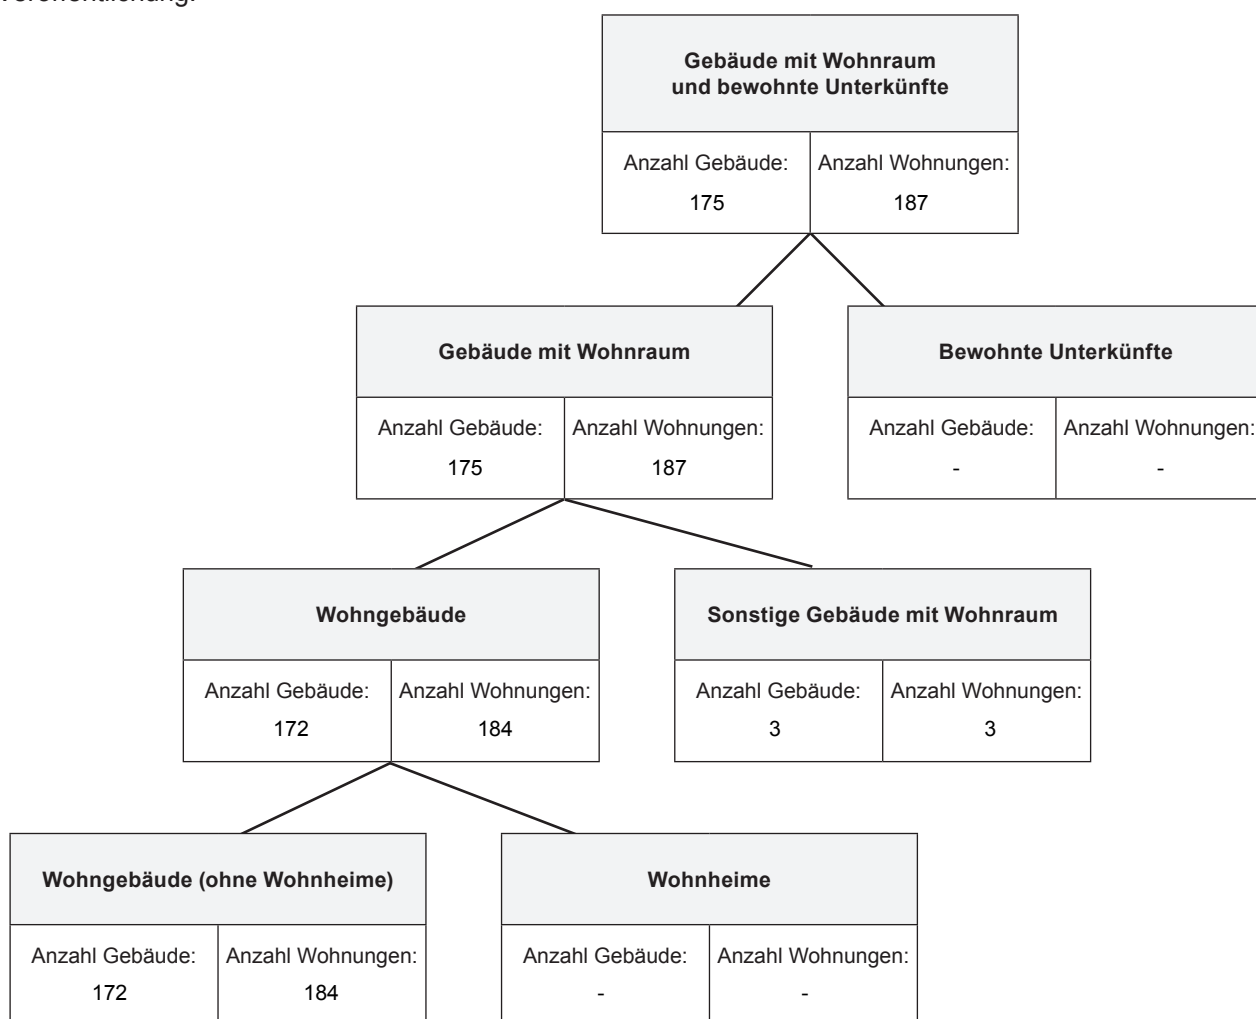 Veröffentlichung.
Gebäude mit Wohnraum
und bewohnte Unterkünfte
Anzahl Gebäude: Anzahl Wohnungen:
175 187
Gebäude mit Wohnraum Bewohnte Unterkünfte
Anzahl Gebäude: Anzahl Wohnungen: Anzahl Gebäude: Anzahl Wohnungen:
175 187 - -
Wohngebäude Sonstige Gebäude mit Wohnraum
Anzahl Gebäude: Anzahl Wohnungen: Anzahl Gebäude: Anzahl Wohnungen:
172 184 3 3
Wohngebäude (ohne Wohnheime) Wohnheime
Anzahl Gebäude: Anzahl Wohnungen: Anzahl Gebäude: Anzahl Wohnungen:
172 184 - -